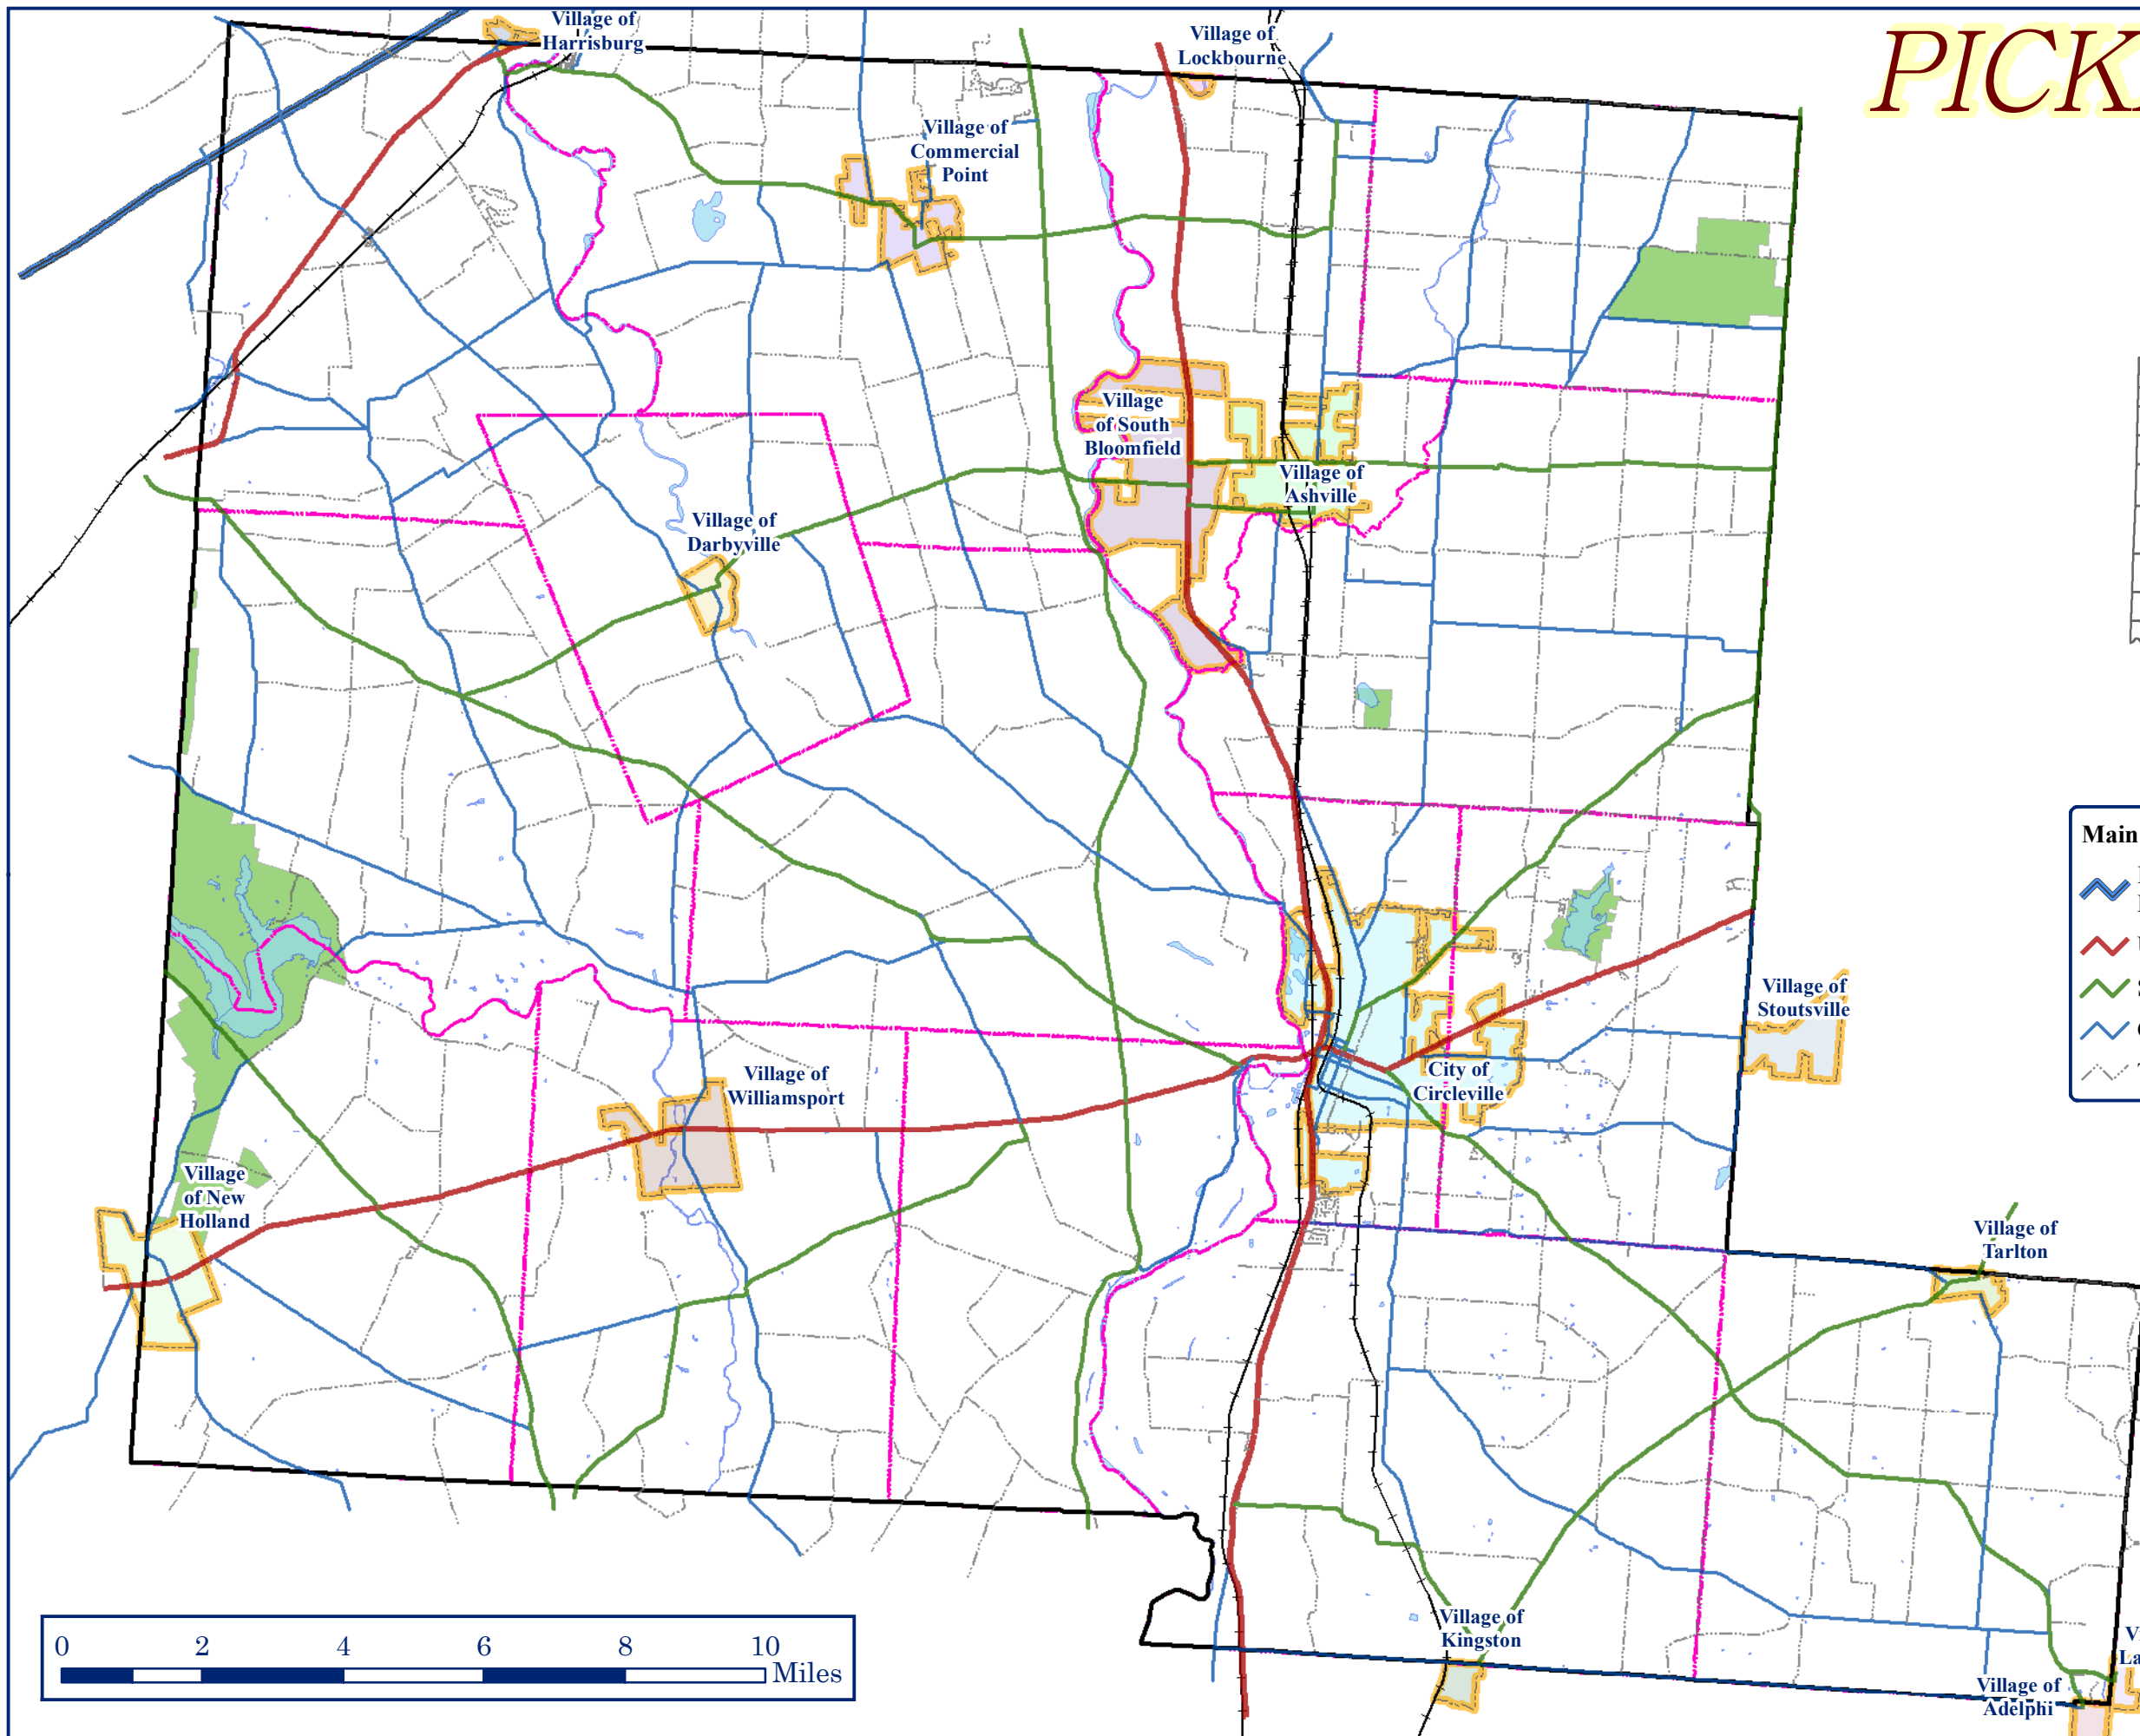 Village of
Harrisburg
Village of
Lockbourne
PICK
Village of
Commercial
Point
Village
of South
Bloomfield
Village of
Ashville
Village of
Darbyville
Main
Village of
Stoutsville
Village of
Williamsport
City of
Circleville
Village
of New
Holland
Village of
Tarlton
Village of
Kingston
Village of
Adelphi
La
0 2 4 6 8 10
Miles